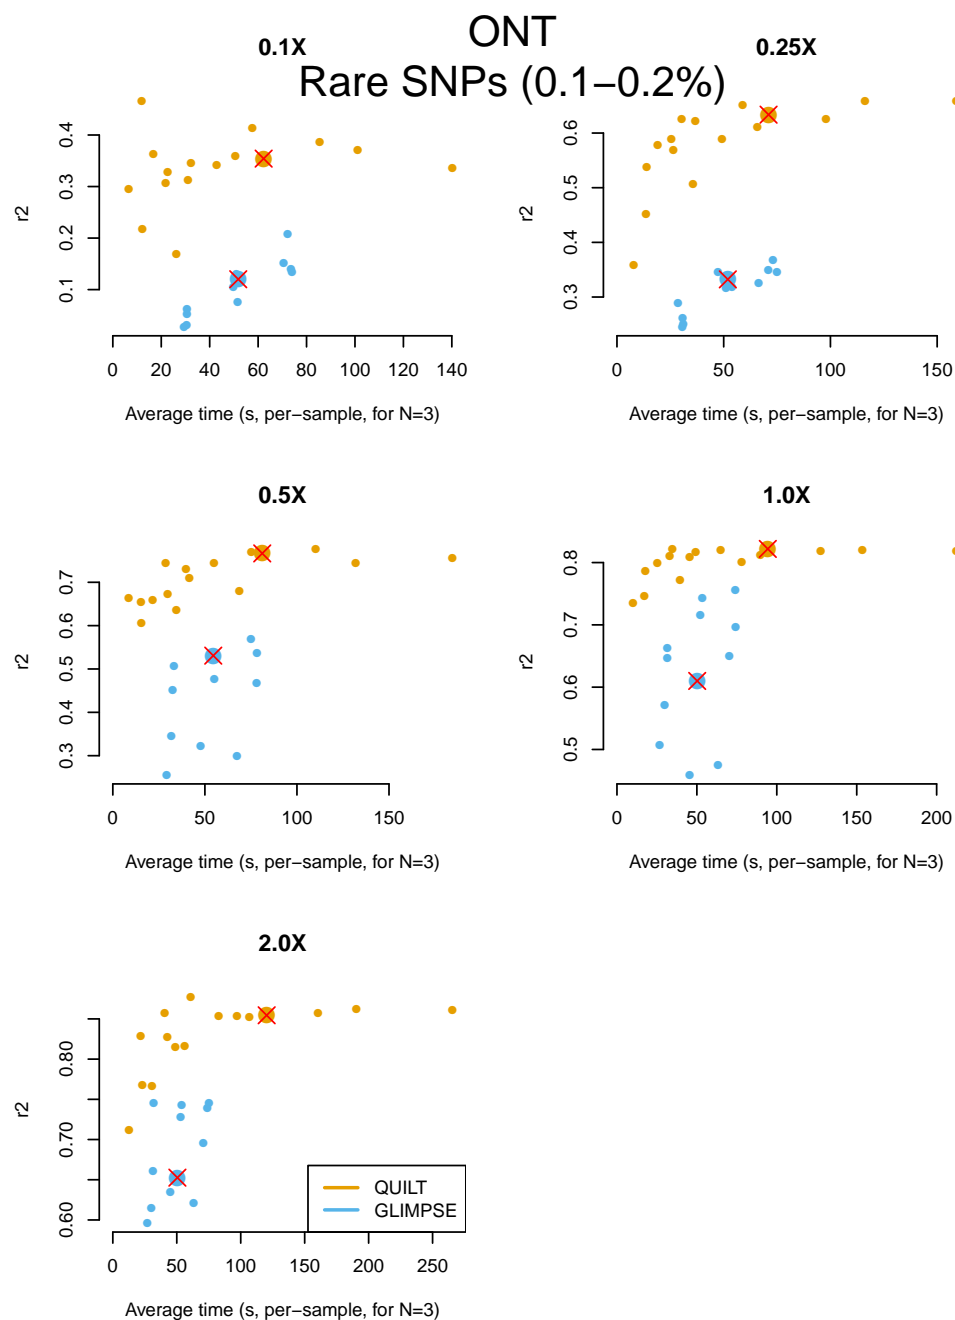 ONT
Rare SNPs (0.1–0.2%)
0.1X
r2
0.1 0.2 0.3 0.4
0 20 40 60 80 100 120 140
Average time (s, per−sample, for N=3)
0.25X
r2
0.3 0.4 0.5 0.6
0 50 100 150
Average time (s, per−sample, for N=3)
0.5X
r2
0.3 0.4 0.5 0.6 0.7
0 50 100 150
Average time (s, per−sample, for N=3)
1.0X
r2
0.5 0.6 0.7 0.8
0 50 100 150 200
Average time (s, per−sample, for N=3)
2.0X
r2
0.60 0.70 0.80
0 50 100 150 200 250
Average time (s, per−sample, for N=3)
QUILT
GLIMPSE